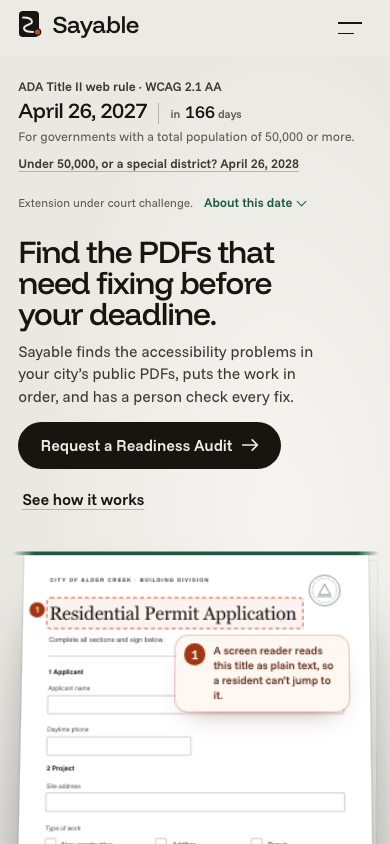 Sayable
ADA Title II web rule · WCAG 2.1 AA
April 26, 2027 in 166 days
For governments with a total population of 50,000 or more.
Under 50,000, or a special district? April 26, 2028
Extension under court challenge. About this date
Find the PDFs that
need fixing before
your deadline.
Sayable finds the accessibility problems in
your city’s public PDFs, puts the work in
order, and has a person check every fix.
Request a Readiness Audit
See how it works
CITY OF ALDER CREEK · BUILDING DIVISION
1 Residential Permit Application
Complete all sections and sign below.
1 A screen reader reads
this title as plain text, so
a resident can’t jump to
it.
1 Applicant
Applicant name
Daytime phone
2 Project
Site address
Type of work